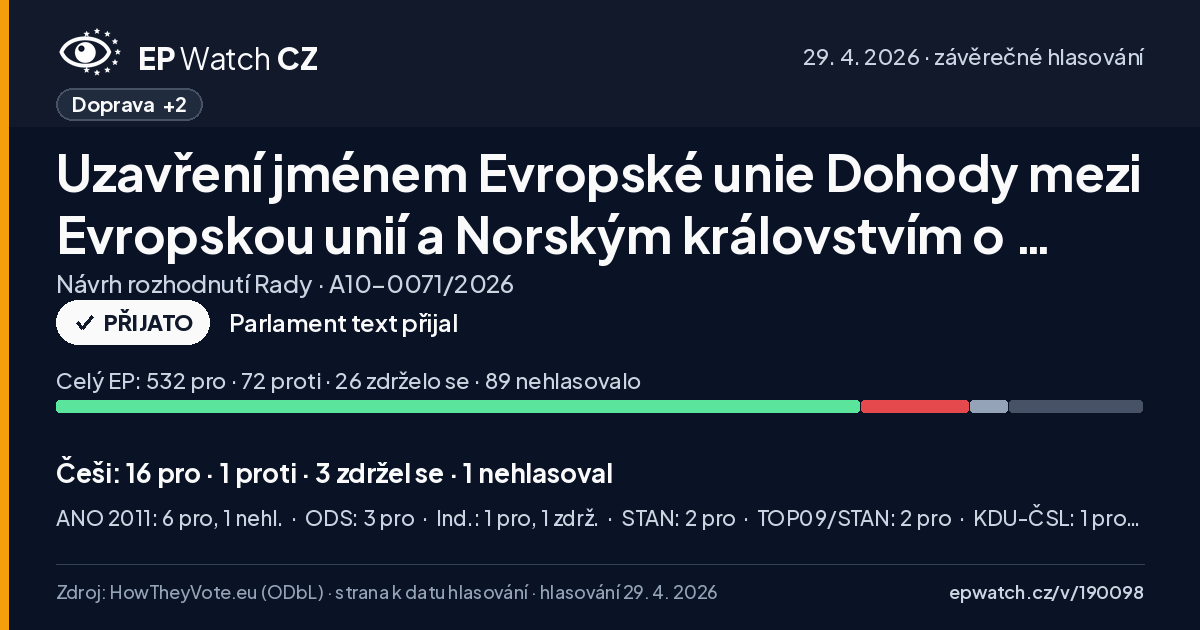 EP Watch CZ
29. 4. 2026 · závěrečné hlasování
Doprava +2
Uzavření jménem Evropské unie Dohody mezi
Evropskou unií a Norským královstvím o …
Návrh rozhodnutí Rady · A10-0071/2026
✓ PŘIJATO Parlament text přijal
Celý EP: 532 pro · 72 proti · 26 zdrželo se · 89 nehlasovalo
Češi: 16 pro · 1 proti · 3 zdržel se · 1 nehlasoval
ANO 2011: 6 pro, 1 nehl. · ODS: 3 pro · Ind.: 1 pro, 1 zdrž. · STAN: 2 pro · TOP09/STAN: 2 pro · KDU-ČSL: 1 pro…
Zdroj: HowTheyVote.eu (ODbL) · strana k datu hlasování · hlasování 29. 4. 2026
epwatch.cz/v/190098